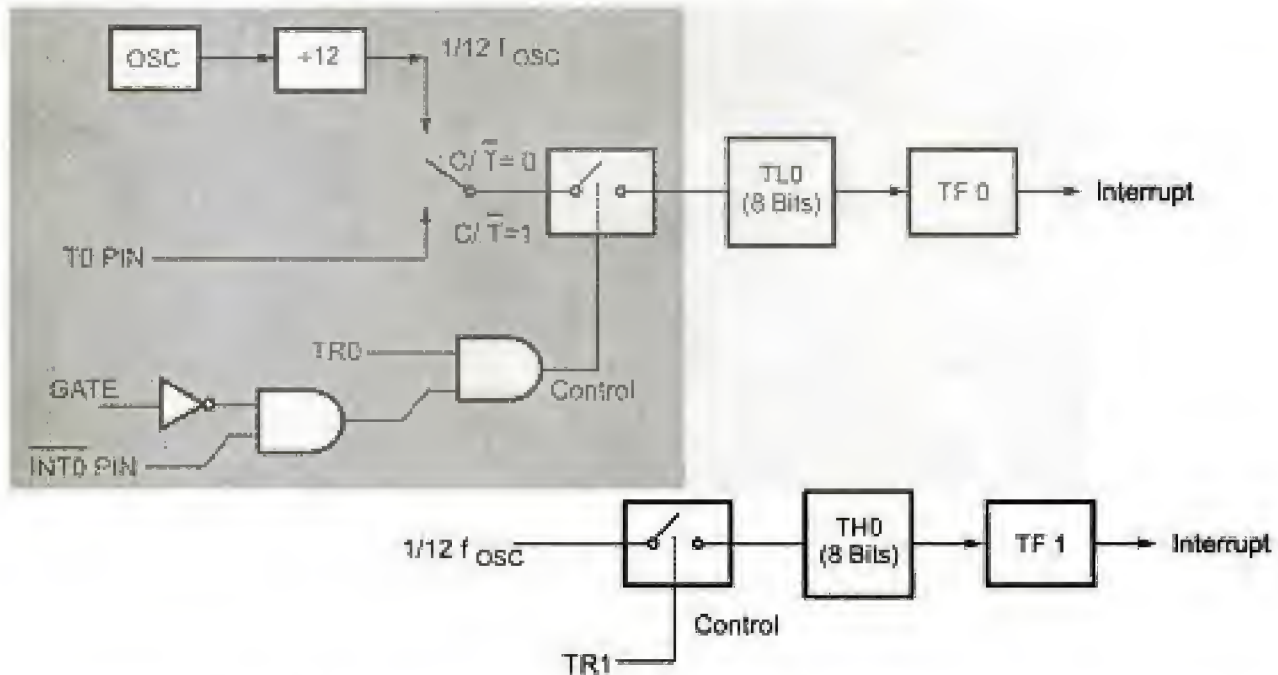 OSC
÷12
1/12 f OSC
C/ T̅ = 0
C/ T̅=1
T0 PIN
TL0
(8 Bits)
TF 0
Interrupt
TR0
GATE
Control
I̅N̅T̅0̅ PIN
1/12 f OSC
TH0
(8 Bits)
TF 1
Interrupt
Control
TR1